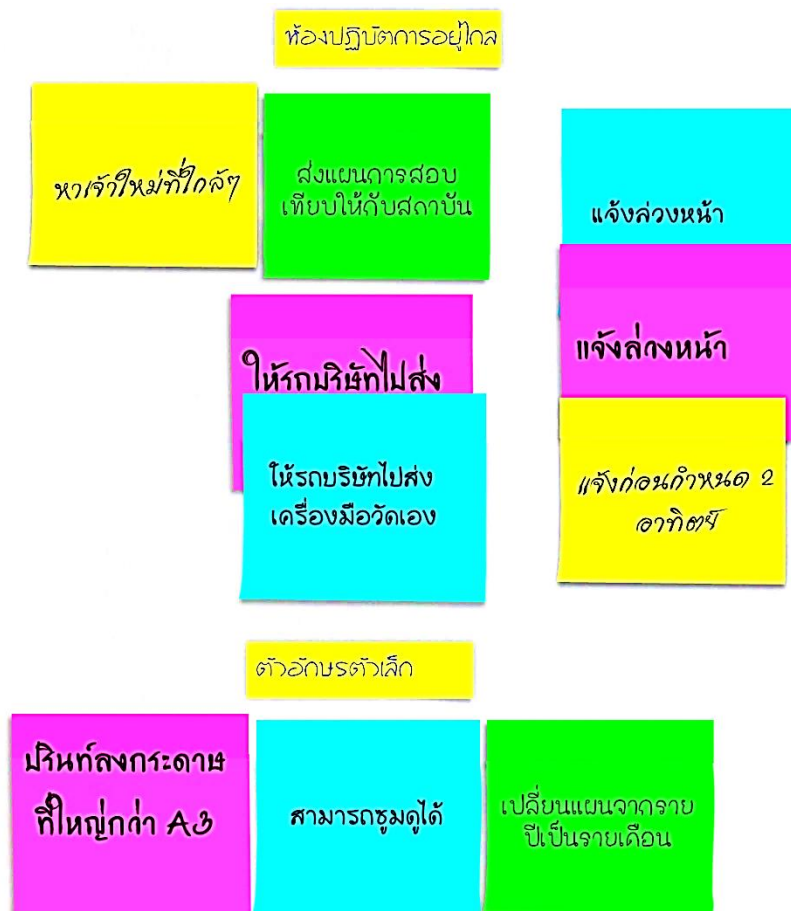 ห้องปฏิบัตการอยู่ไกล
หาเจ้าใหม่ที่ใกล้ๆ
ส่งแผนการสอบ
เทียบให้กับสถาบัน
แจ้งล่วงหน้า
แจ้งล่วงหน้า
แจ้งก่อนกำหนด 2
อาทิตย์
ให้รถบริษัทไปส่ง
ให้รถบริษัทไปส่ง
เครื่องมือวัดเอง
ตัวอักษรตัวเล็ก
ปรินท์ลงกระดาษ
ที่ใหญ่กว่า A3
สามารถซูมดูได้
เปลี่ยนแผนจากราย
ปีเป็นรายเดือน